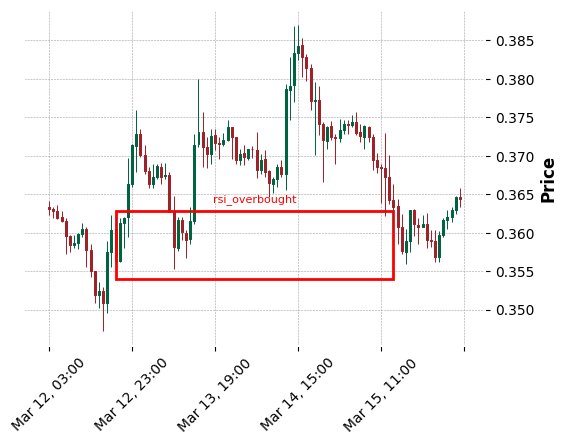 0.385
0.380
0.375
0.370
0.365
0.360
0.355
0.350
Price
rsi_overbought
Mar 12, 03:00
Mar 12, 23:00
Mar 13, 19:00
Mar 14, 15:00
Mar 15, 11:00